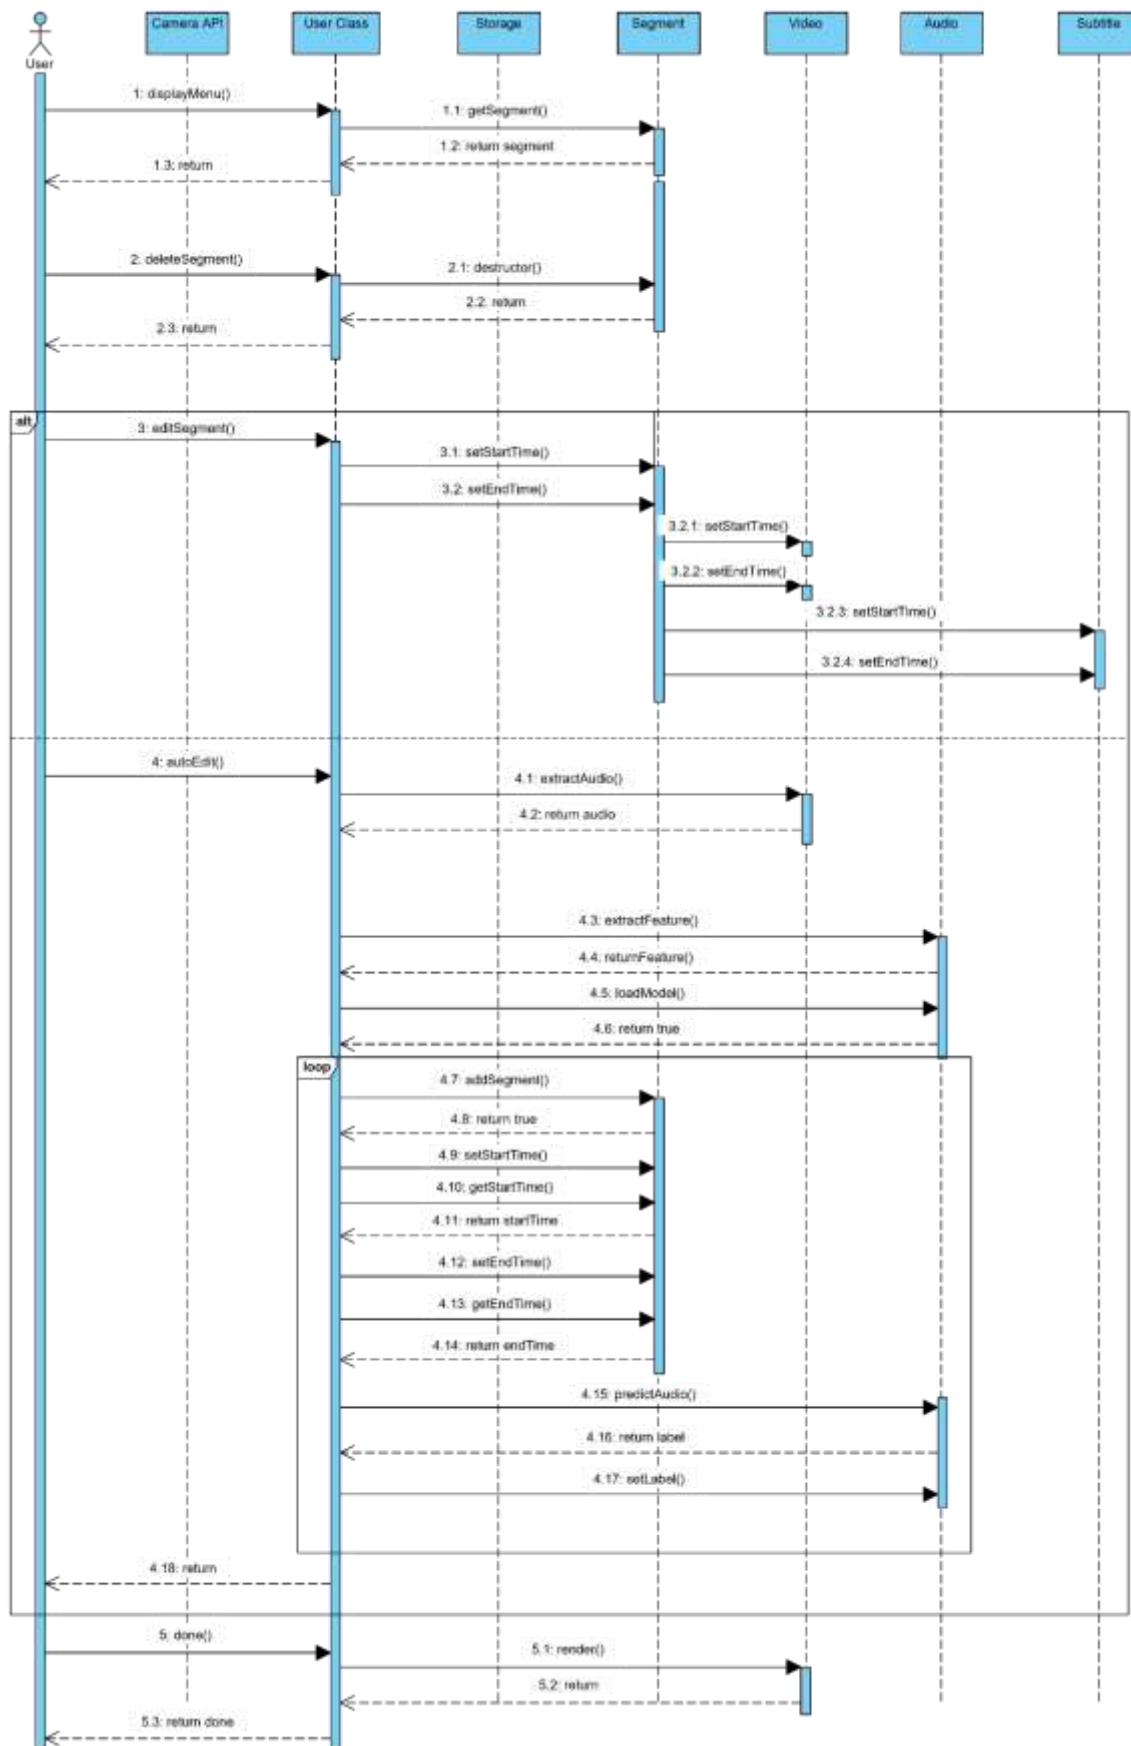 Camera API
User Class
Storage
Segment
Video
Audio
Subtitle
User
1: displayMenu()
1.1: getSegment()
1.2: return segment
1.3: return
2: deleteSegment()
2.1: destructor()
2.2: return
2.3: return
alt
3: editSegment()
3.1: setStartTime()
3.2: setEndTime()
3.2.1: setStartTime()
3.2.2: setEndTime()
3.2.3: setStartTime()
3.2.4: setEndTime()
4: autoEdit()
4.1: extractAudio()
4.2: return audio
4.3: extractFeature()
4.4: returnFeature()
4.5: loadModel()
4.6: return true
loop
4.7: addSegment()
4.8: return true
4.9: setStartTime()
4.10: getStartTime()
4.11: return startTime
4.12: setEndTime()
4.13: getEndTime()
4.14: return endTime
4.15: predictAudio()
4.16: return label
4.17: setLabel()
4.18: return
5: done()
5.1: render()
5.2: return
5.3: return done